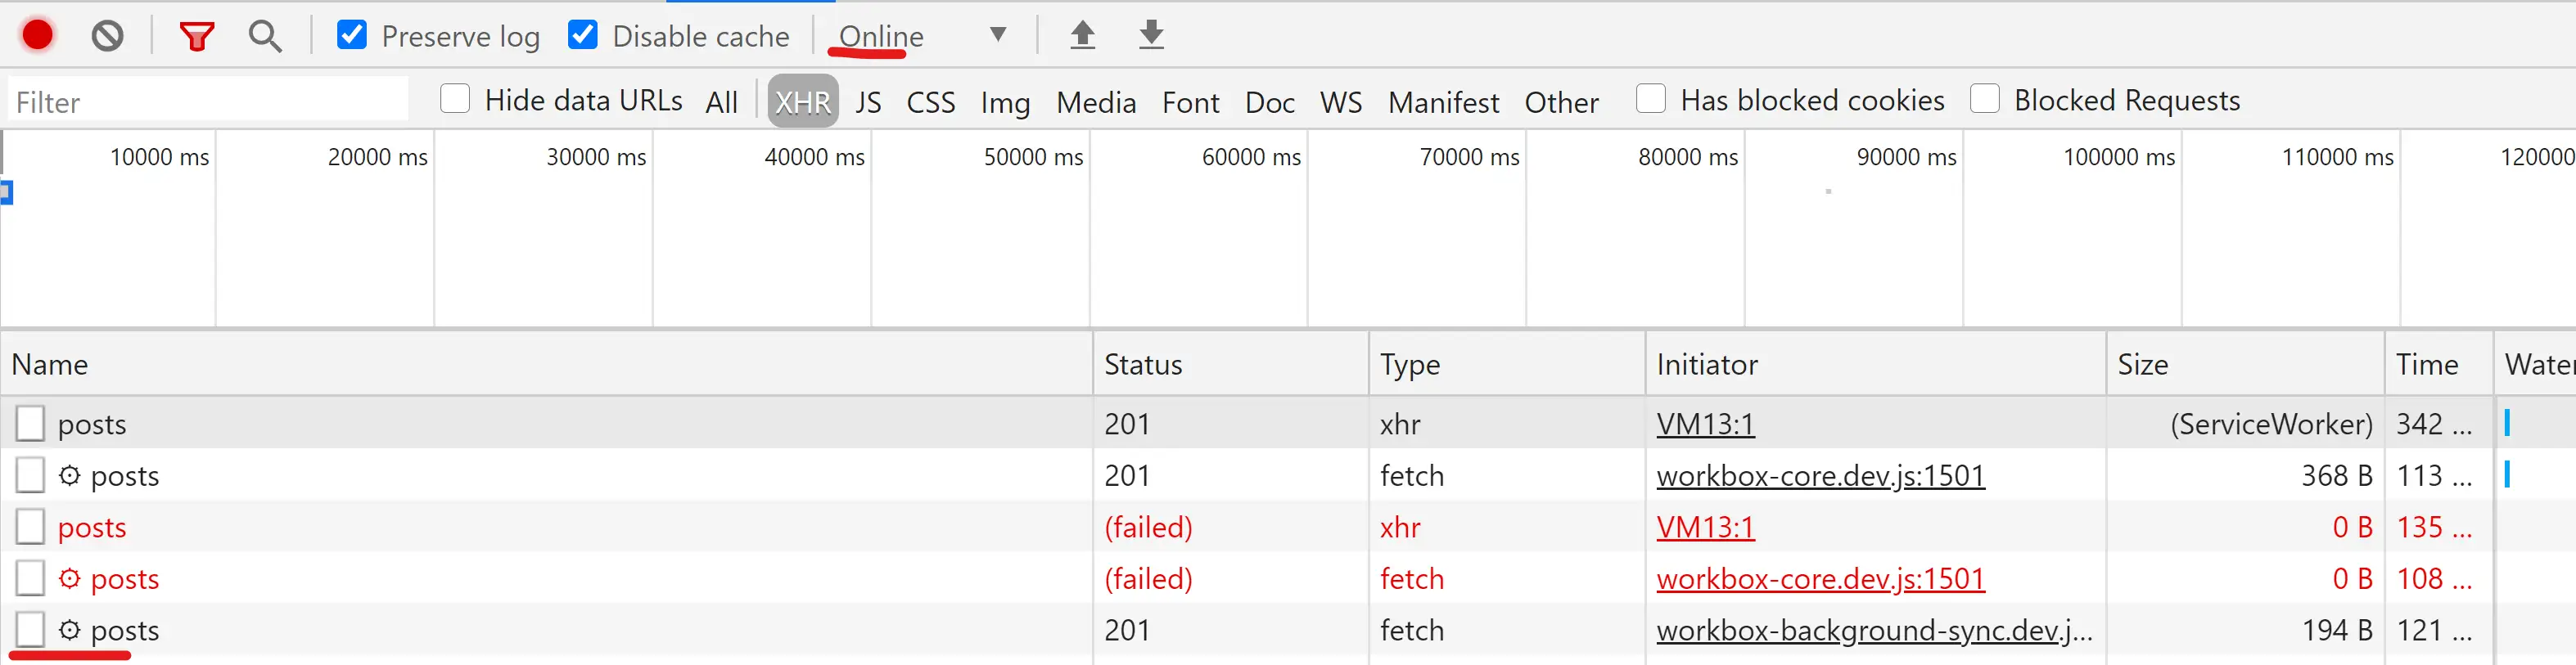 Preserve log Disable cache Online
Filter Hide data URLs All XHR JS CSS Img Media Font Doc WS Manifest Other Has blocked cookies Blocked Requests
10000 ms 20000 ms 30000 ms 40000 ms 50000 ms 60000 ms 70000 ms 80000 ms 90000 ms 100000 ms 110000 ms 120000
Name Status Type Initiator Size Time Water
posts 201 xhr VM13:1 (ServiceWorker) 342 ...
posts 201 fetch workbox-core.dev.js:1501 368 B 113 ...
posts (failed) xhr VM13:1 0 B 135 ...
posts (failed) fetch workbox-core.dev.js:1501 0 B 108 ...
posts 201 fetch workbox-background-sync.dev.j... 194 B 121 ...